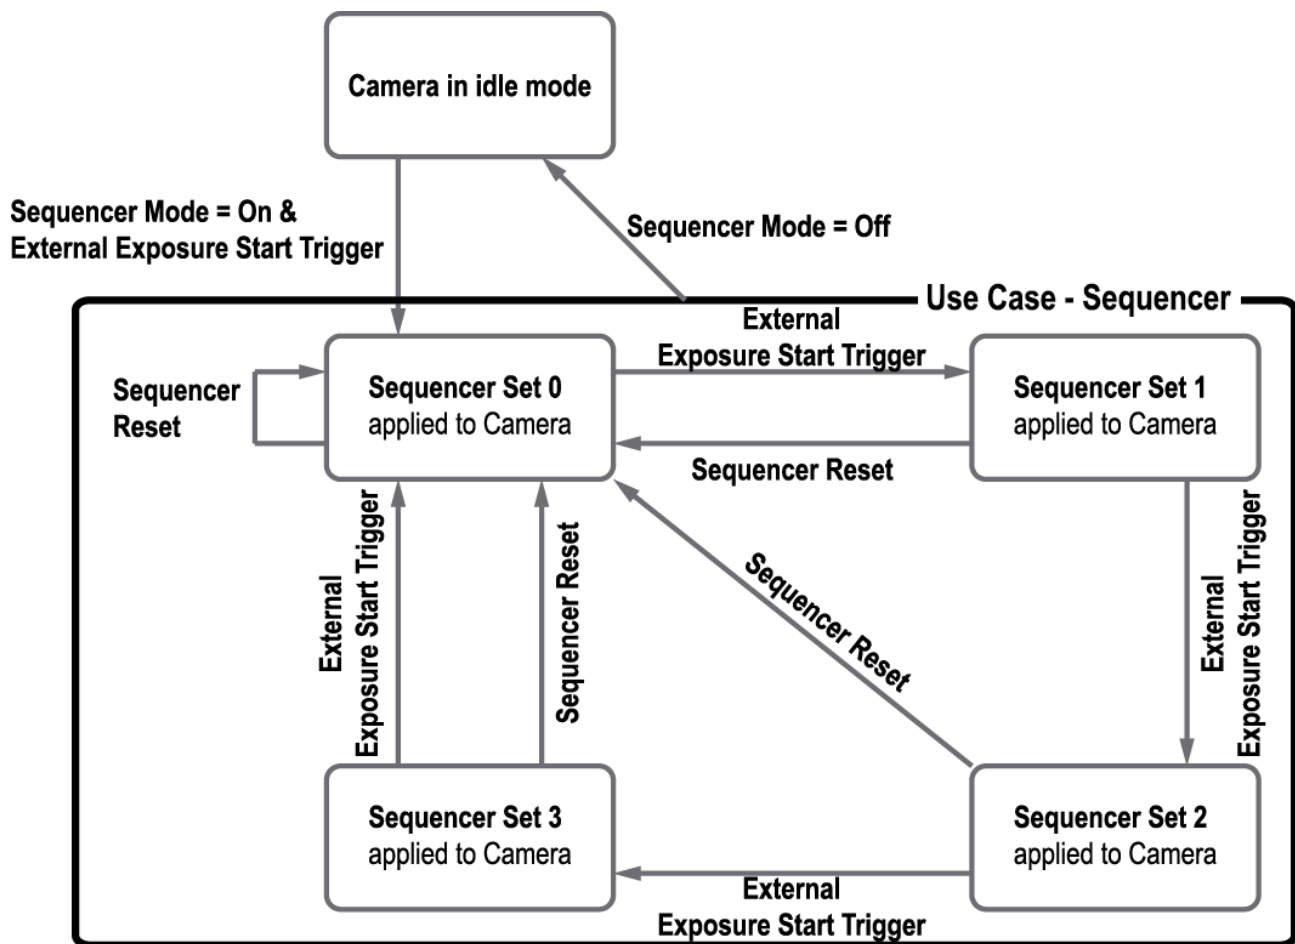 Camera in idle mode
Sequencer Mode = On &
External Exposure Start Trigger
Sequencer Mode = Off
Use Case - Sequencer
External
Exposure Start Trigger
Sequencer
Reset
Sequencer Set 0
applied to Camera
Sequencer Set 1
applied to Camera
Sequencer Reset
External
Exposure Start Trigger
Sequencer Reset
Sequencer Reset
External
Exposure Start Trigger
Sequencer Set 3
applied to Camera
Sequencer Set 2
applied to Camera
External
Exposure Start Trigger